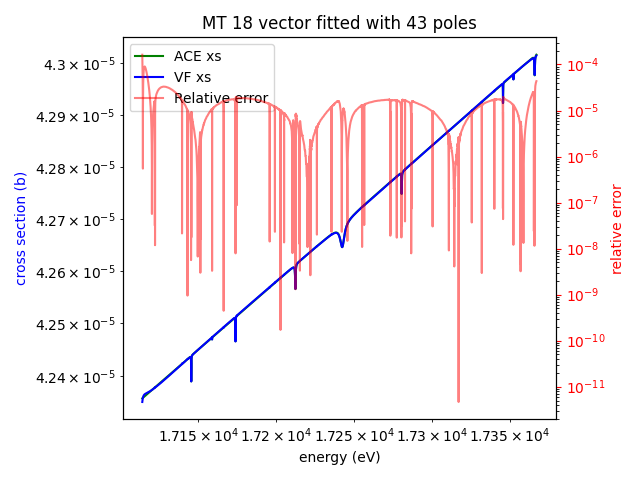 MT 18 vector fitted with 43 poles
ACE xs
VF xs
Relative error
4.3 × 10⁻⁵
4.29 × 10⁻⁵
4.28 × 10⁻⁵
4.27 × 10⁻⁵
4.26 × 10⁻⁵
4.25 × 10⁻⁵
4.24 × 10⁻⁵
cross section (b)
10⁻⁴
10⁻⁵
10⁻⁶
10⁻⁷
10⁻⁸
10⁻⁹
10⁻¹⁰
10⁻¹¹
relative error
1.715 × 10⁴ 1.72 × 10⁴ 1.725 × 10⁴ 1.73 × 10⁴ 1.735 × 10⁴
energy (eV)